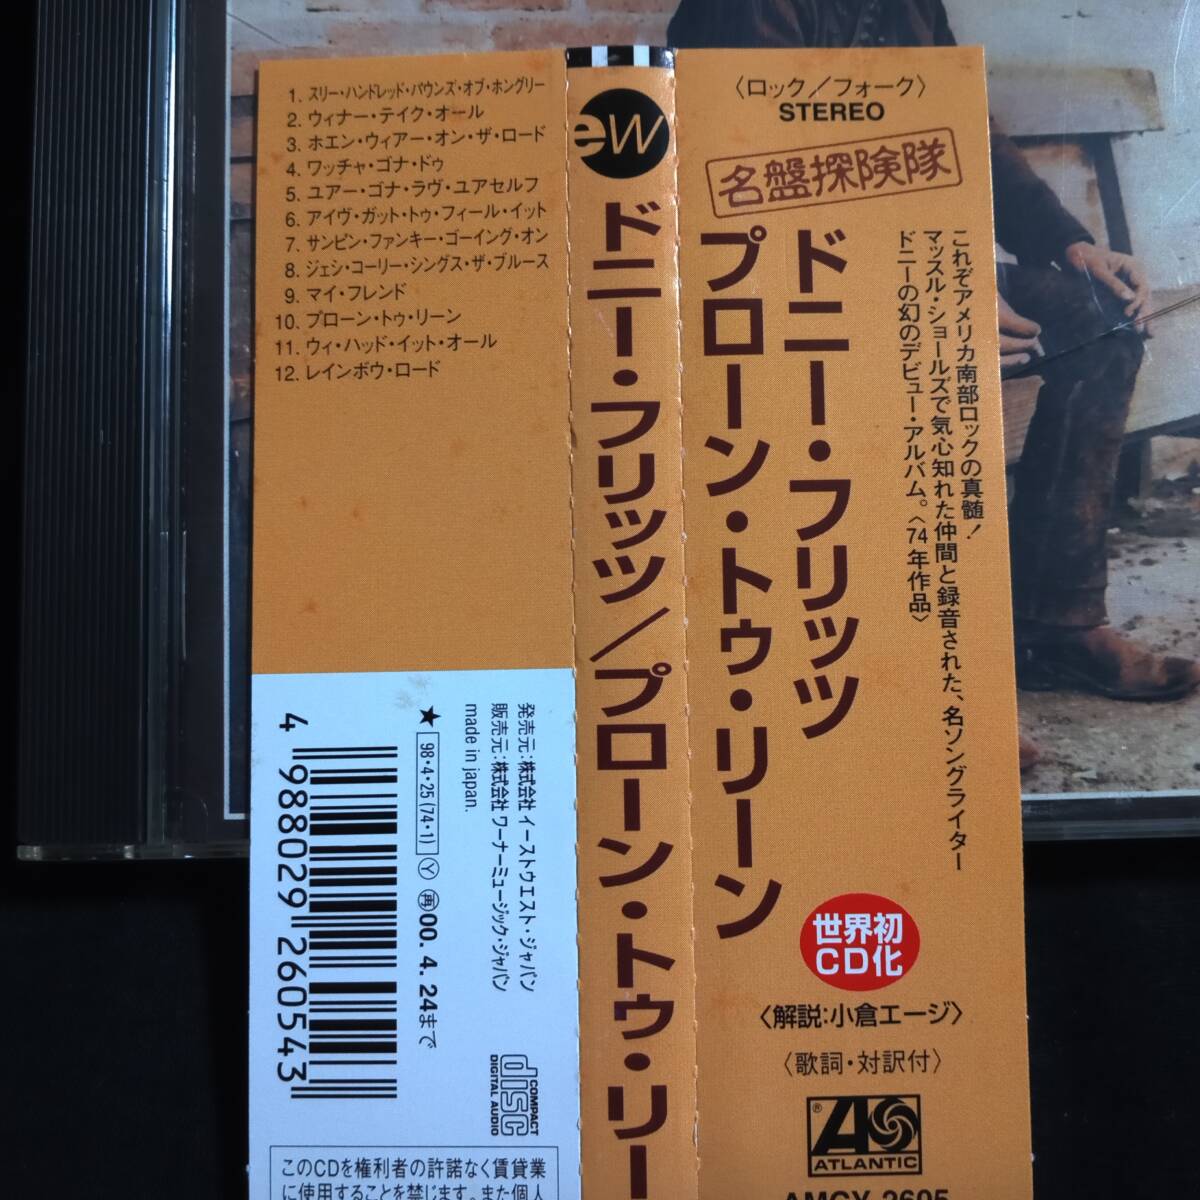 1. スリー・ハンドレッド・パウンズ・オブ・ホングリー
2. ウィナー・テイク・オール
3. ホエン・ウィアー・オン・ザ・ロード
4. ワッチャ・ゴナ・ドゥ
5. ユアー・ゴナ・ラヴ・ユアセルフ
6. アイヴ・ガット・トゥ・フィール・イット
7. サンピン・ファンキー・ゴーイング・オン
8. ジェシ・コーリー・シングス・ザ・ブルース
9. マイ・フレンド
10. プローン・トゥ・リーン
11. ウィ・ハッド・イット・オール
12. レインボウ・ロード
発売元:株式会社 イーストウエスト・ジャパン
販売元:株式会社 ワーナーミュージック・ジャパン
made in japan.
★ 98・4・25 (74・1) Y 再 00. 4. 24まで
4 988029 260543
COMPACT
disc
DIGITAL AUDIO
このCDを権利者の許諾なく賃貸業
に使用することを禁じます。また個人
ew
ドニー・フリッツ/プローン・トゥ・リー
〈ロック/フォーク〉
STEREO
名盤探険隊
これぞアメリカ南部ロックの真髄!
マッスル・ショールズで気心知れた仲間と録音された、名ソングライター
ドニーの幻のデビュー・アルバム。〈74年作品〉
ドニー・フリッツ
プローン・トゥ・リーン
世界初
CD化
〈解説:小倉エージ〉
〈歌詞・対訳付〉
ATLANTIC
AMCY-2605